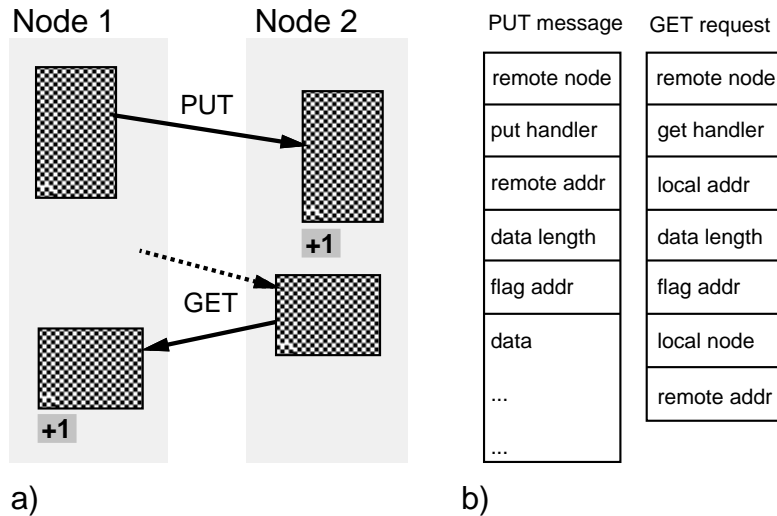 Node 1
Node 2
PUT
+1
GET
+1
a)
PUT message
remote node
put handler
remote addr
data length
flag addr
data
...
...
GET request
remote node
get handler
local addr
data length
flag addr
local node
remote addr
b)